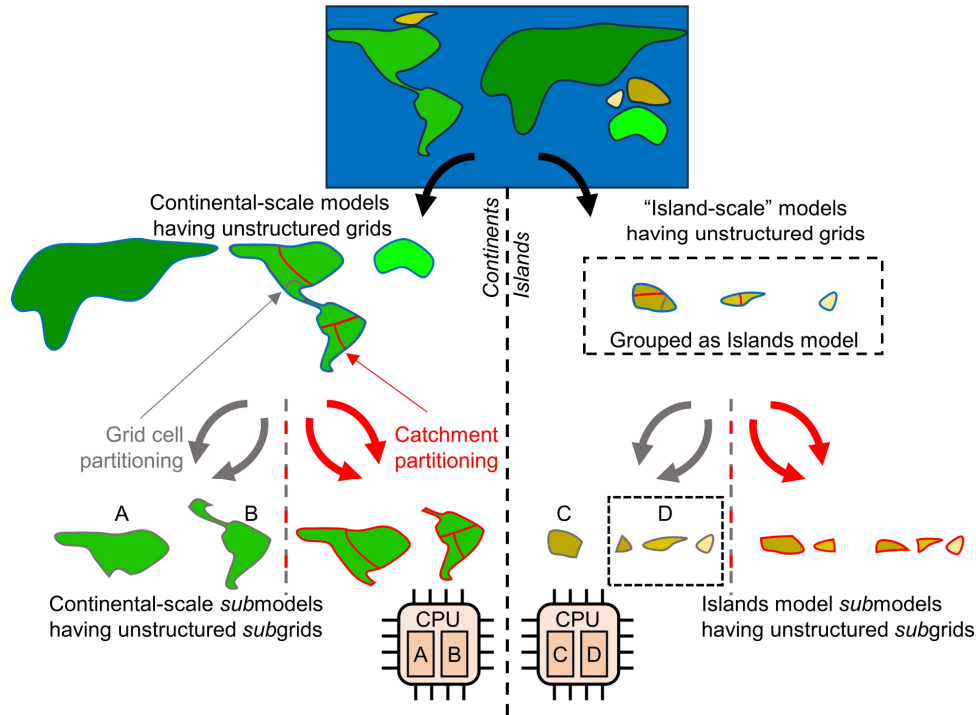 Continental-scale models
having unstructured grids
Continents
Islands
“Island-scale” models
having unstructured grids
Grouped as Islands model
Grid cell
partitioning
Catchment
partitioning
A
B
C
D
Continental-scale submodels
having unstructured subgrids
CPU
A B
CPU
C D
Islands model submodels
having unstructured subgrids